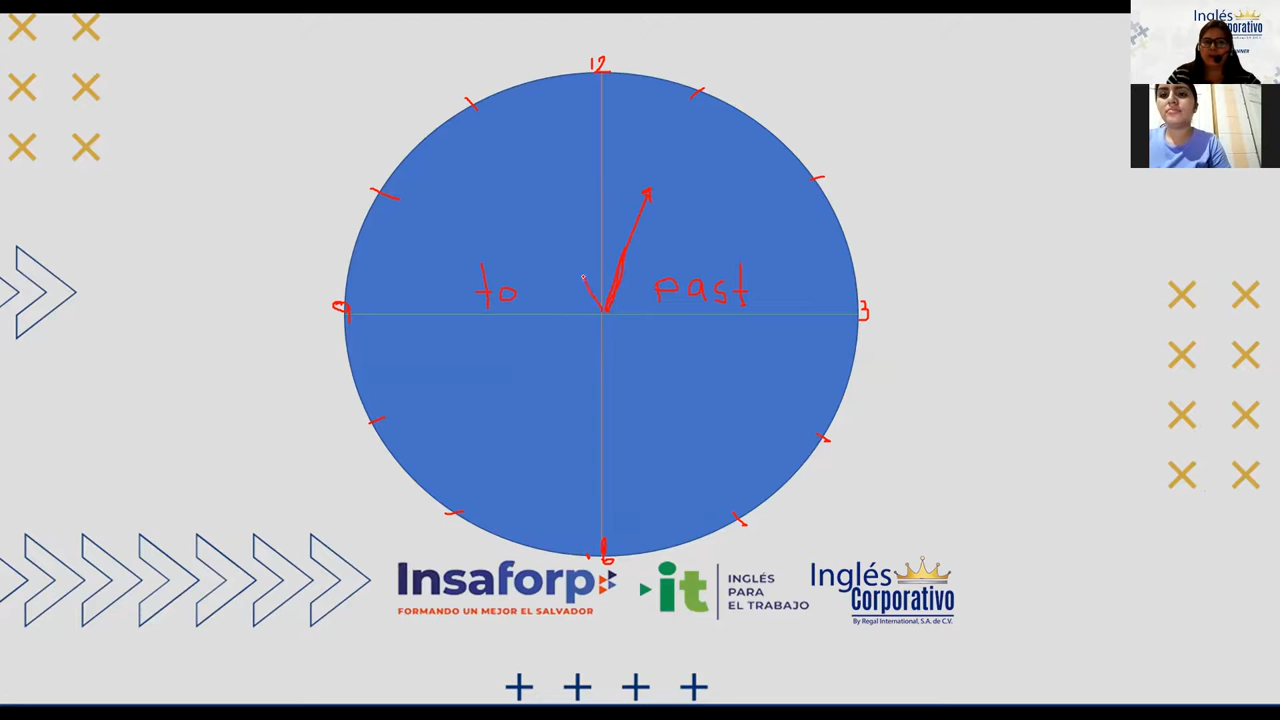 Inglés
Corporativo
12
to
past
9
3
6
Insaforp
FORMANDO UN MEJOR EL SALVADOR
it
INGLÉS
PARA
EL TRABAJO
Inglés
Corporativo
By Regal International, S.A. de C.V.